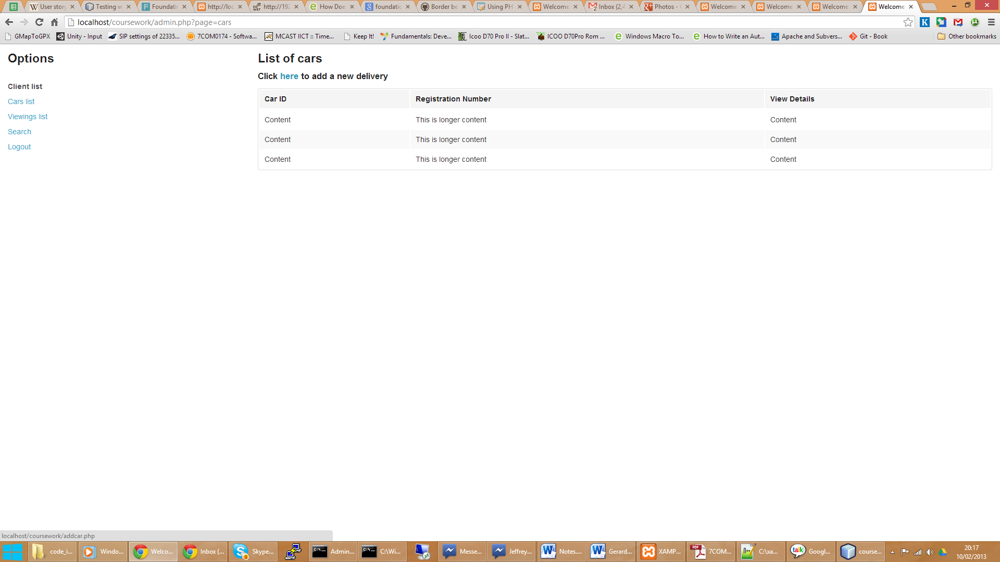 User story Testing w Foundatic http://loc http://192 How Doe foundatic Border be Using PH Welcome Inbox (2,4 Photos - Welcome Welcome Welcome Welcome
localhost/coursework/admin.php?page=cars
GMapToGPX Unity - Input SIP settings of 22335... 7COM0174 - Softwa... MCAST IICT :: Time... Keep It! Fundamentals: Deve... Icoo D70 Pro II - Slat... ICOO D70Pro Rom ... Windows Macro To... How to Write an Aut... Apache and Subvers... Git - Book Other bookmarks
Options
Client list
Cars list
Viewings list
Search
Logout
List of cars
Click here to add a new delivery
Car ID Registration Number View Details
Content This is longer content Content
Content This is longer content Content
Content This is longer content Content
localhost/coursework/addcar.php
code_i... Windo... Welco... Inbox (... Skype... Admin... C:\Wi... Messe... Jeffrey... Notes.... Gerard... XAMP... 7COM... C:\xa... Googl... course...
20:17
10/02/2013